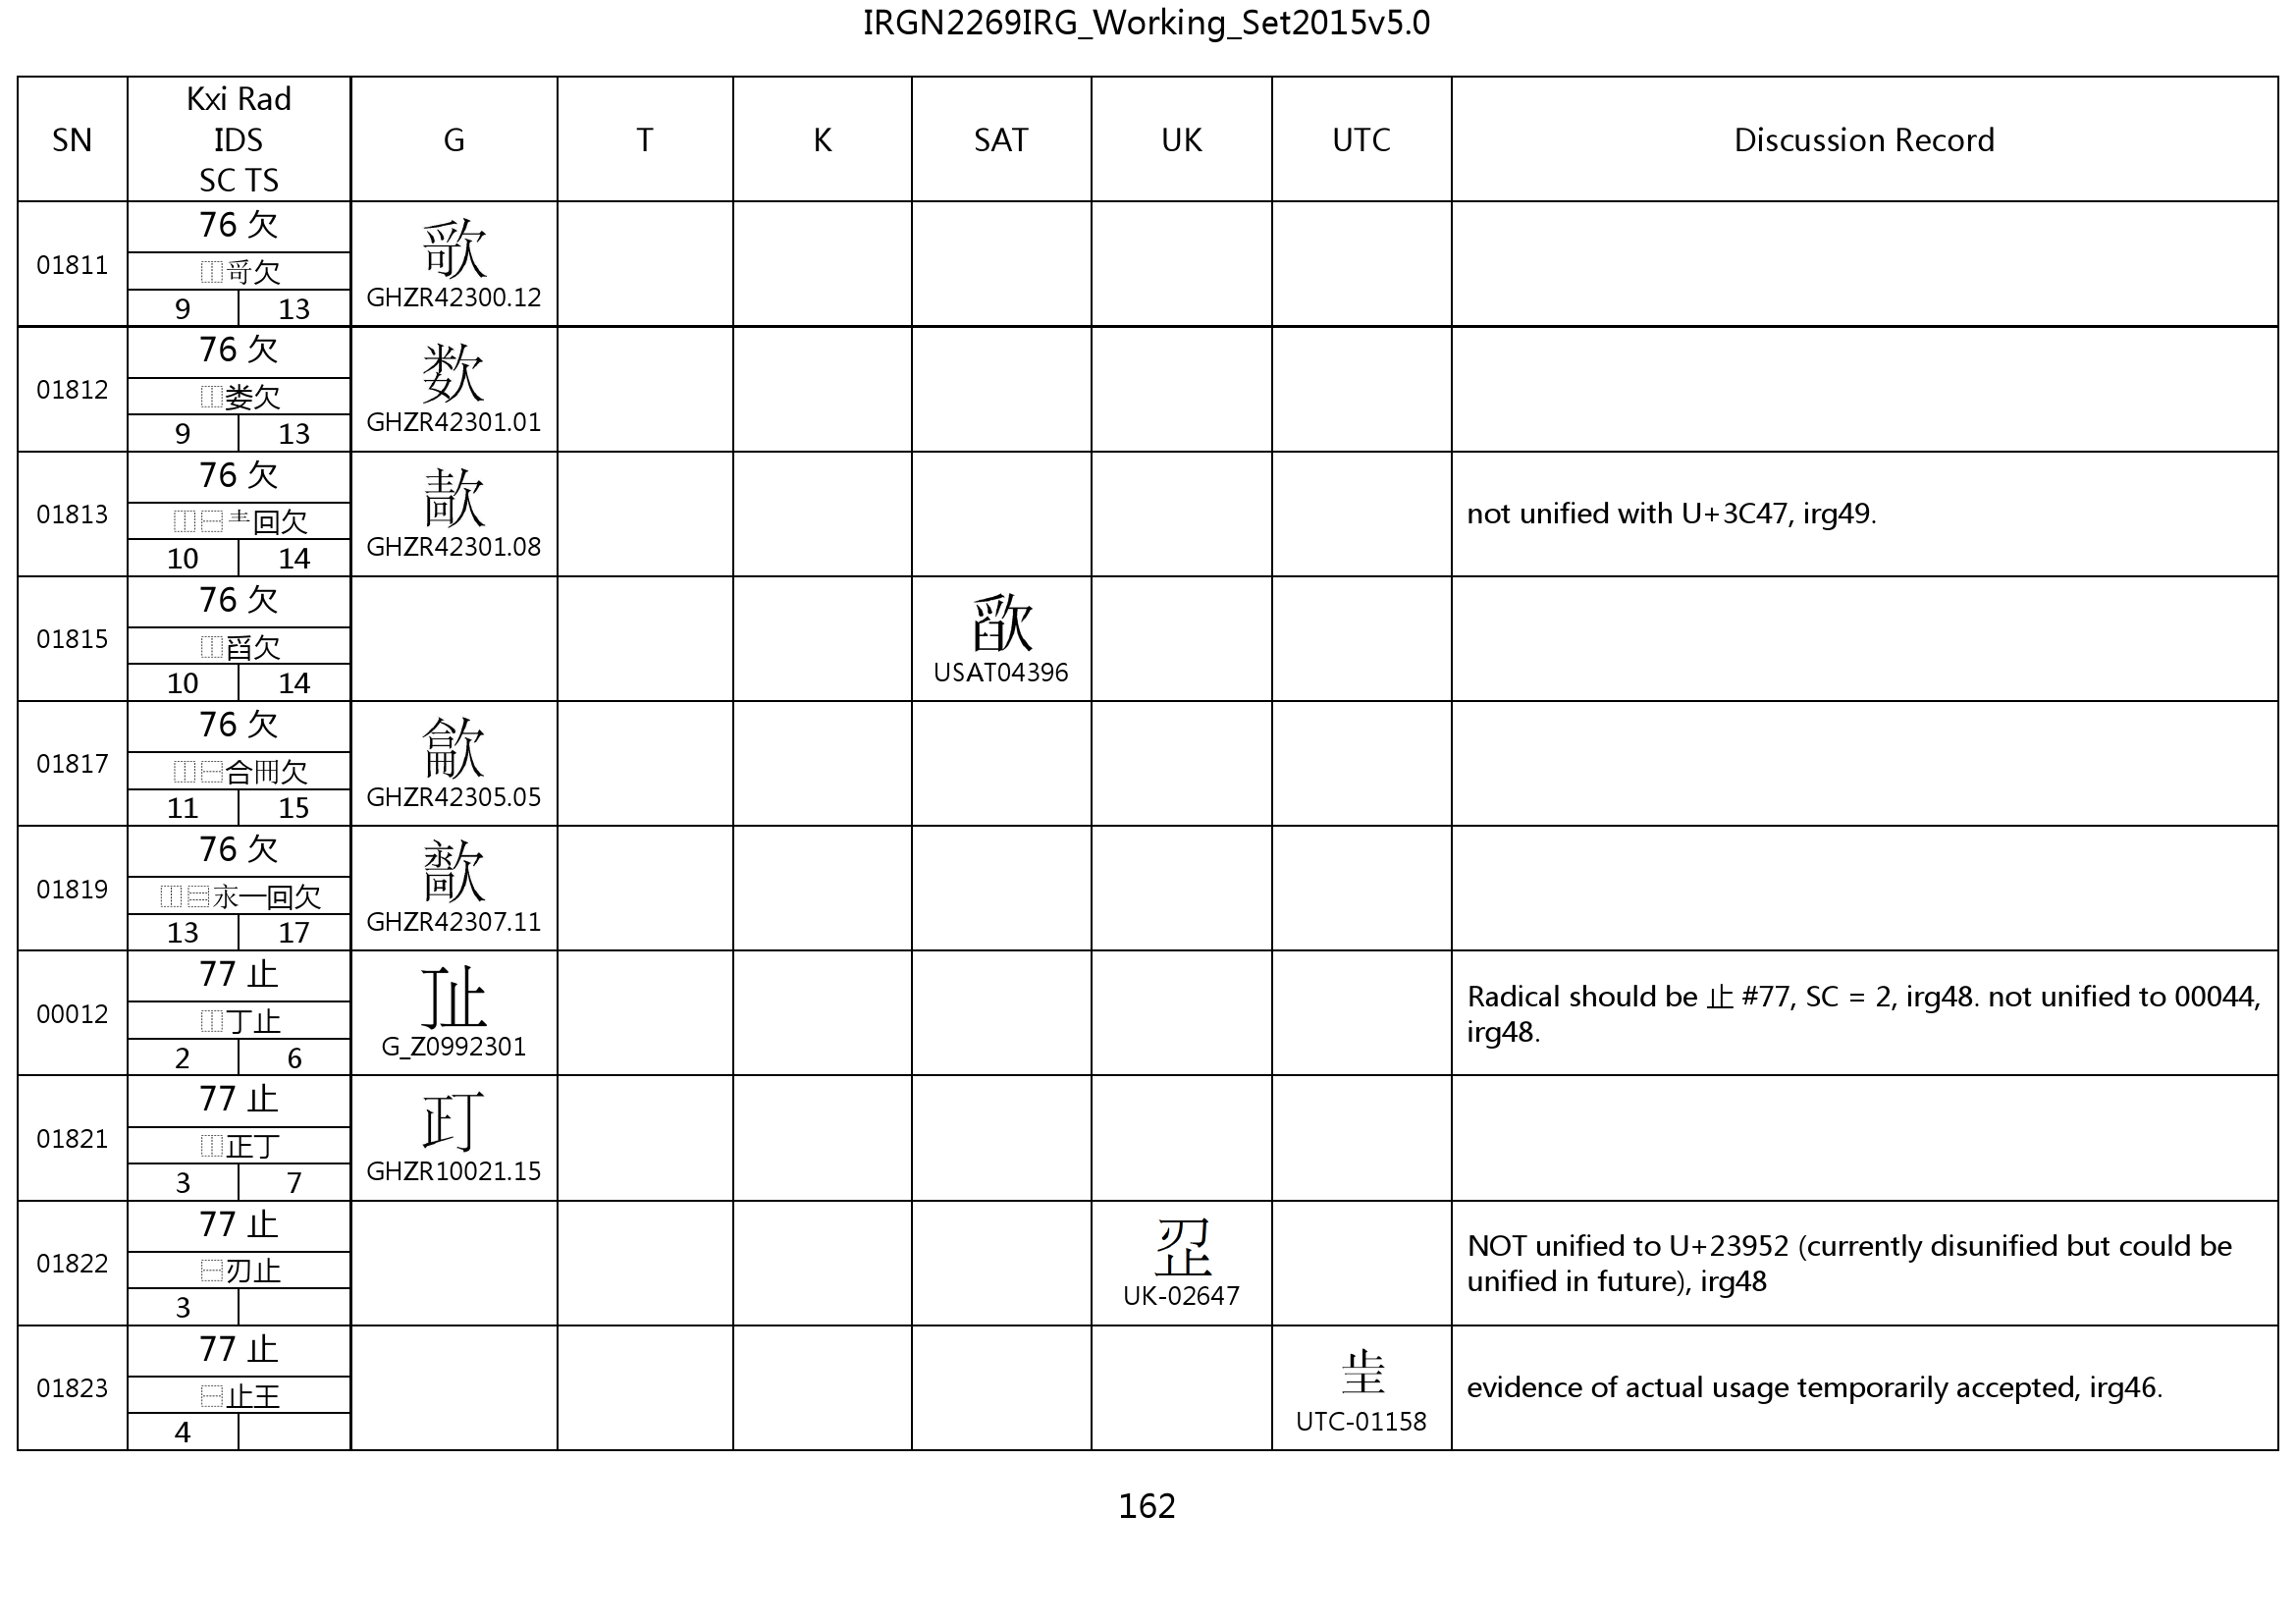 IRGN2269IRG_Working_Set2015v5.0
SN
Kxi Rad
IDS
SC TS
G
T
K
SAT
UK
UTC
Discussion Record
01811
76 欠
⿰哥欠
9 13
GHZR42300.12
01812
76 欠
⿰娄欠
9 13
GHZR42301.01
01813
76 欠
⿰⿱龶回欠
10 14
GHZR42301.08
not unified with U+3C47, irg49.
01815
76 欠
⿰舀欠
10 14
USAT04396
01817
76 欠
⿰⿱合冊欠
11 15
GHZR42305.05
01819
76 欠
⿰⿳一回欠
13 17
GHZR42307.11
00012
77 止
⿰丁止
2 6
G_Z0992301
Radical should be 止 #77, SC = 2, irg48. not unified to 00044,
irg48.
01821
77 止
⿰正丁
3 7
GHZR10021.15
01822
77 止
⿱刃止
3
UK-02647
NOT unified to U+23952 (currently disunified but could be
unified in future), irg48
01823
77 止
⿱止王
4
UTC-01158
evidence of actual usage temporarily accepted, irg46.
162